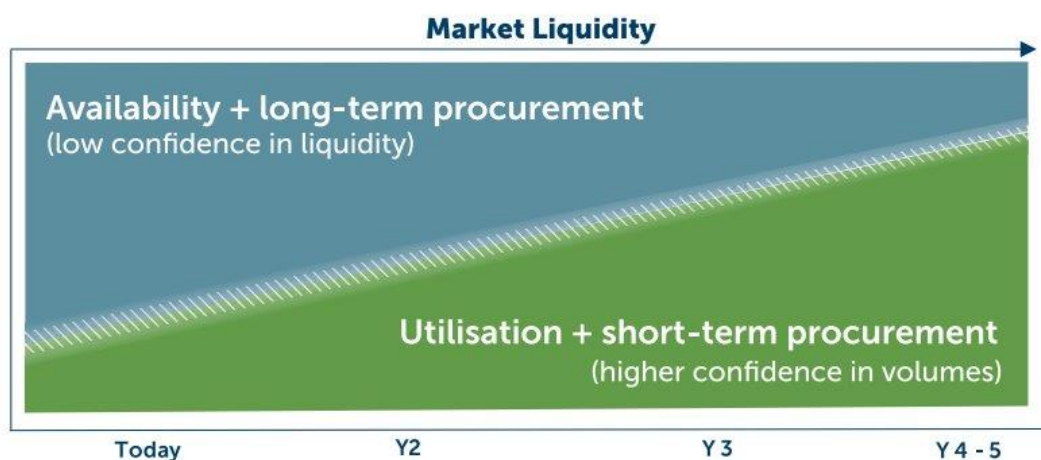 Market Liquidity
Availability + long-term procurement
(low confidence in liquidity)
Utilisation + short-term procurement
(higher confidence in volumes)
Today Y2 Y 3 Y 4 - 5